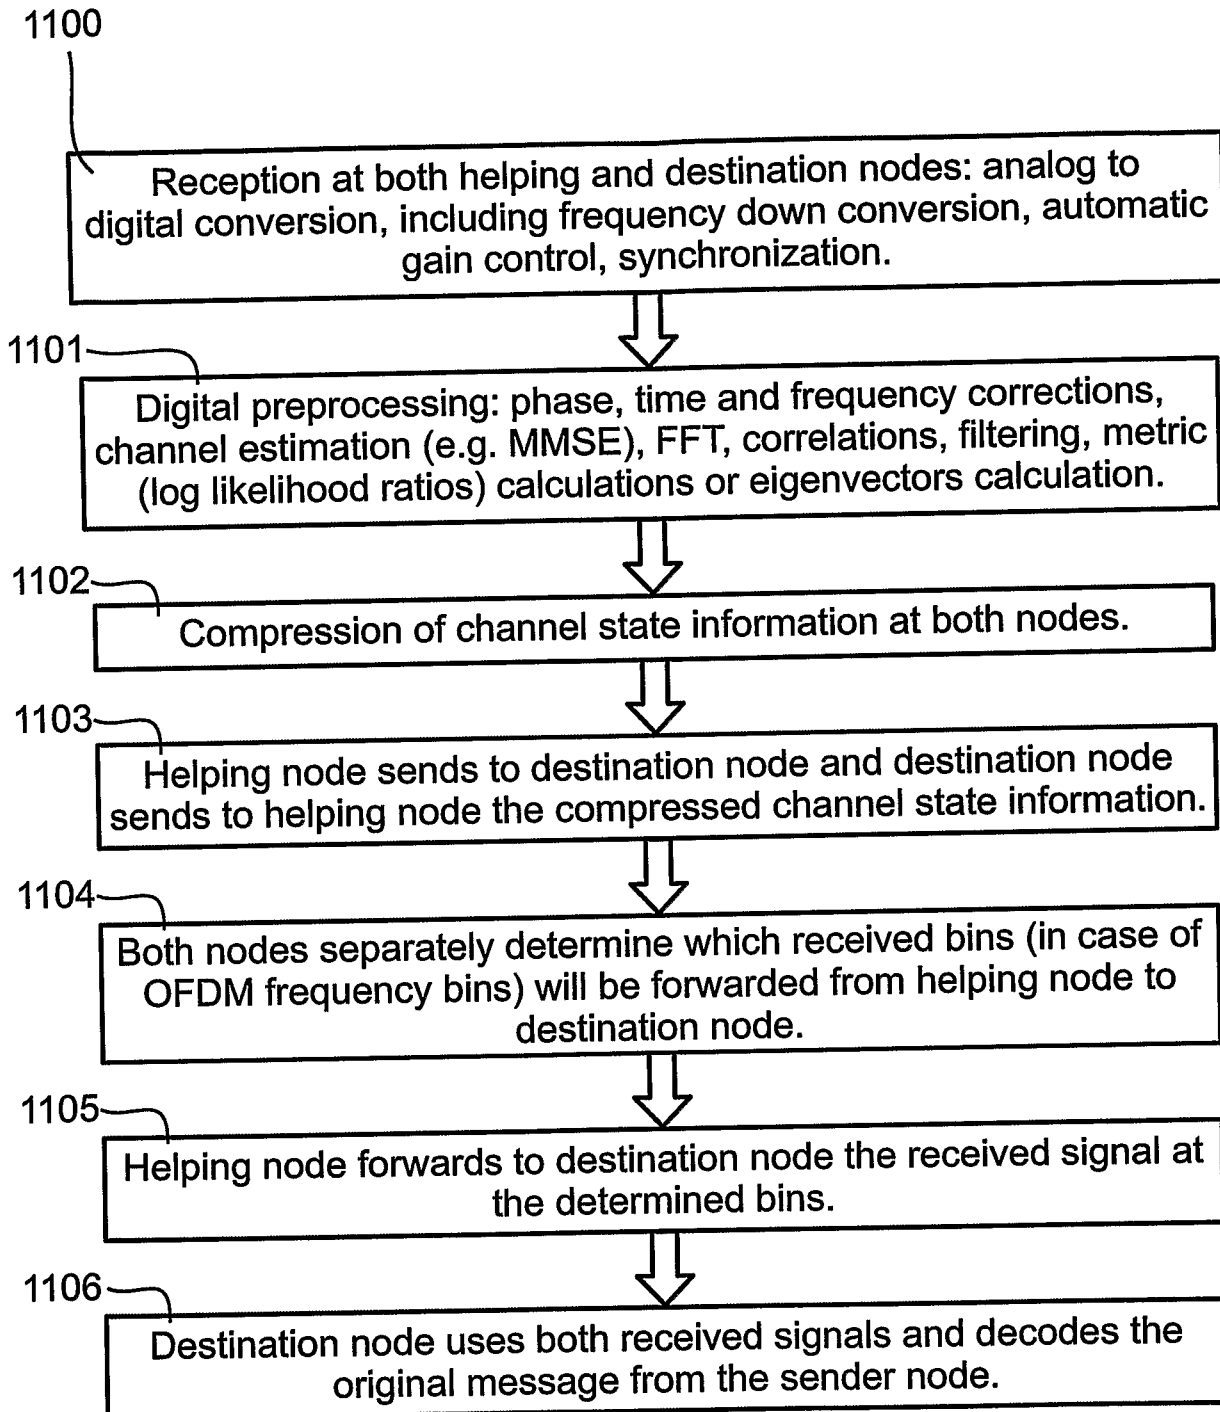 1100
Reception at both helping and destination nodes: analog to
digital conversion, including frequency down conversion, automatic
gain control, synchronization.
1101
Digital preprocessing: phase, time and frequency corrections,
channel estimation (e.g. MMSE), FFT, correlations, filtering, metric
(log likelihood ratios) calculations or eigenvectors calculation.
1102
Compression of channel state information at both nodes.
1103
Helping node sends to destination node and destination node
sends to helping node the compressed channel state information.
1104
Both nodes separately determine which received bins (in case of
OFDM frequency bins) will be forwarded from helping node to
destination node.
1105
Helping node forwards to destination node the received signal at
the determined bins.
1106
Destination node uses both received signals and decodes the
original message from the sender node.